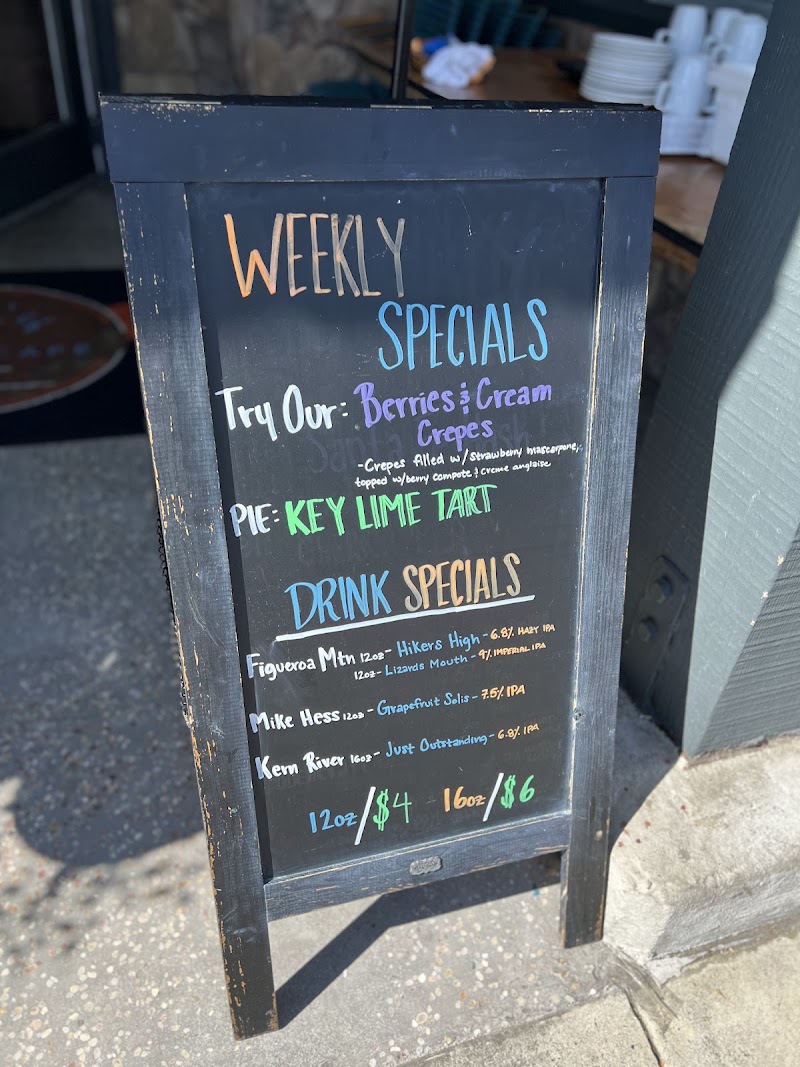 WEEKLY
SPECIALS
Try Our: Berries & Cream
Crepes
-Crepes filled w/Strawberry mascarpone,
topped w/berry compote & creme anglaise
PIE: KEY LIME TART
DRINK SPECIALS
Figueroa Mtn 12oz- Hikers High - 6.8% HAZY IPA
12oz- Lizards Mouth - 9% IMPERIAL IPA
Mike Hess 12oz - Grapefruit Solis - 7.5% IPA
Kern River 16oz - Just Outstanding - 6.8% IPA
12oz/$4 16oz/$6